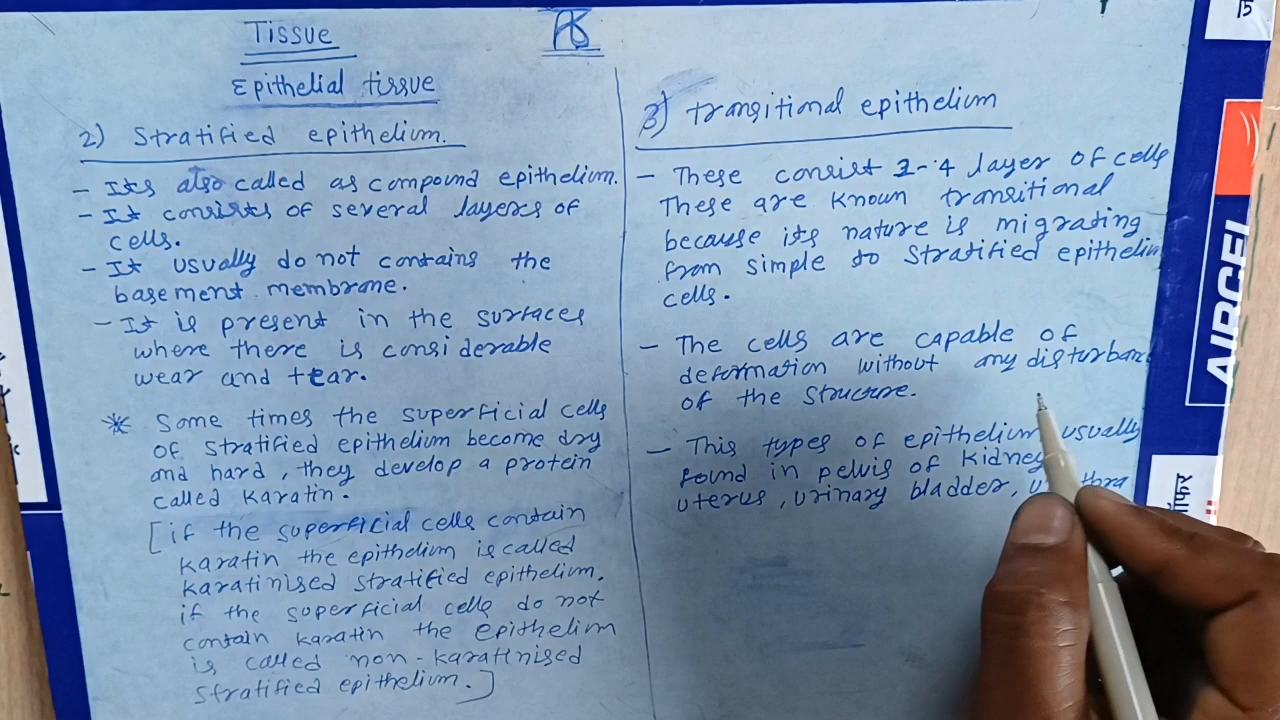 Tissue
Epithelial tissue
2) Stratified epithelium.
- Its also called as compound epithelium.
- It consists of several layers of
cells.
- It usually do not contains the
basement membrane.
- It is present in the surfaces
where there is considerable
wear and tear.
* Some times the superficial cells
of stratified epithelium become dry
and hard, they develop a protein
called Karatin.
[if the superficial cells contain
karatin the epithelium is called
karatinised stratified epithelium.
if the superficial cells do not
contain karatin the epithelium
is called non-karatinised
stratified epithelium.]
3) transitional epithelium
- These consist 2-4 layer of cells
These are known transitional
because its nature is migrating
from simple to stratified epithelium
cells.
- The cells are capable of
deformation without any disturbance
of the structure.
- This types of epithelium usually
found in pelvis of kidney
uterus, urinary bladder,
AIRCEL
15